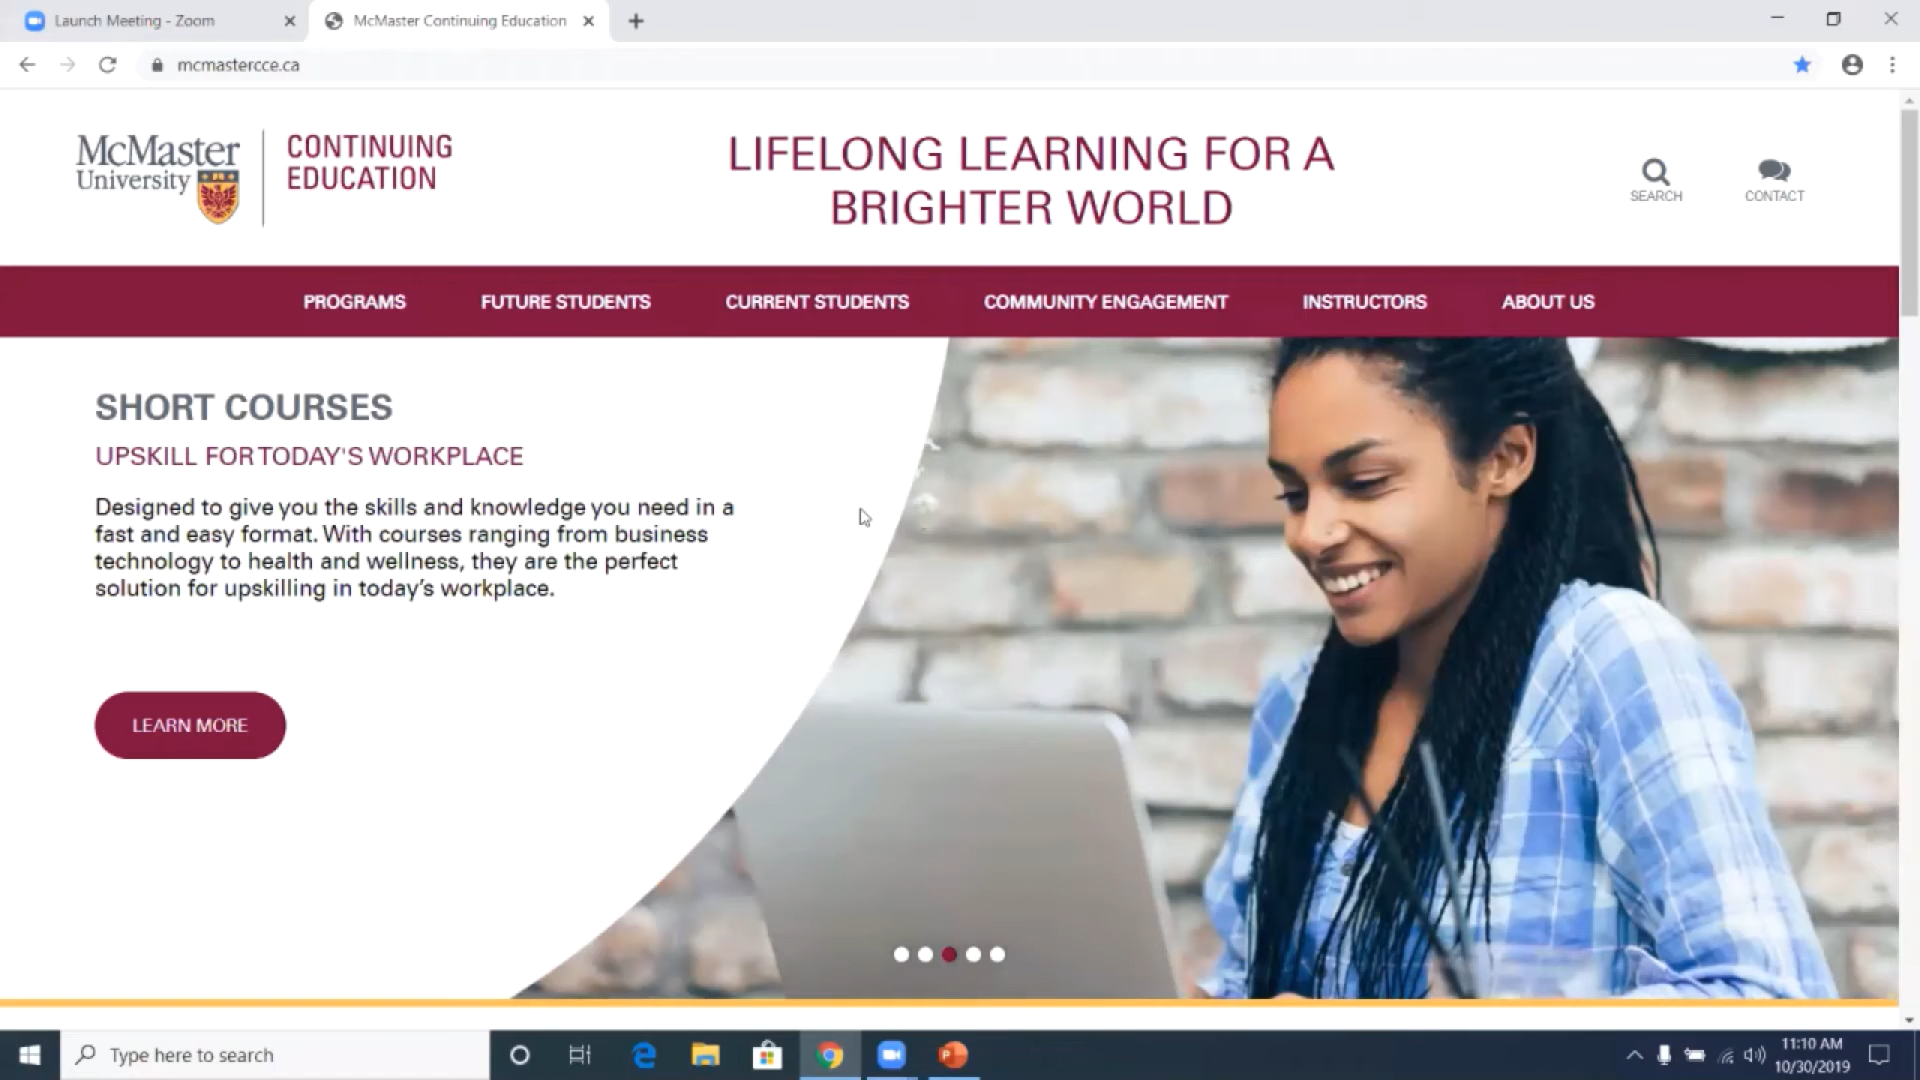 Launch Meeting - Zoom
McMaster Continuing Education
mcmastercce.ca
McMaster
University
CONTINUING
EDUCATION
LIFELONG LEARNING FOR A
BRIGHTER WORLD
SEARCH
CONTACT
PROGRAMS
FUTURE STUDENTS
CURRENT STUDENTS
COMMUNITY ENGAGEMENT
INSTRUCTORS
ABOUT US
SHORT COURSES
UPSKILL FOR TODAY'S WORKPLACE
Designed to give you the skills and knowledge you need in a
fast and easy format. With courses ranging from business
technology to health and wellness, they are the perfect
solution for upskilling in today's workplace.
LEARN MORE
Type here to search
11:10 AM
10/30/2019